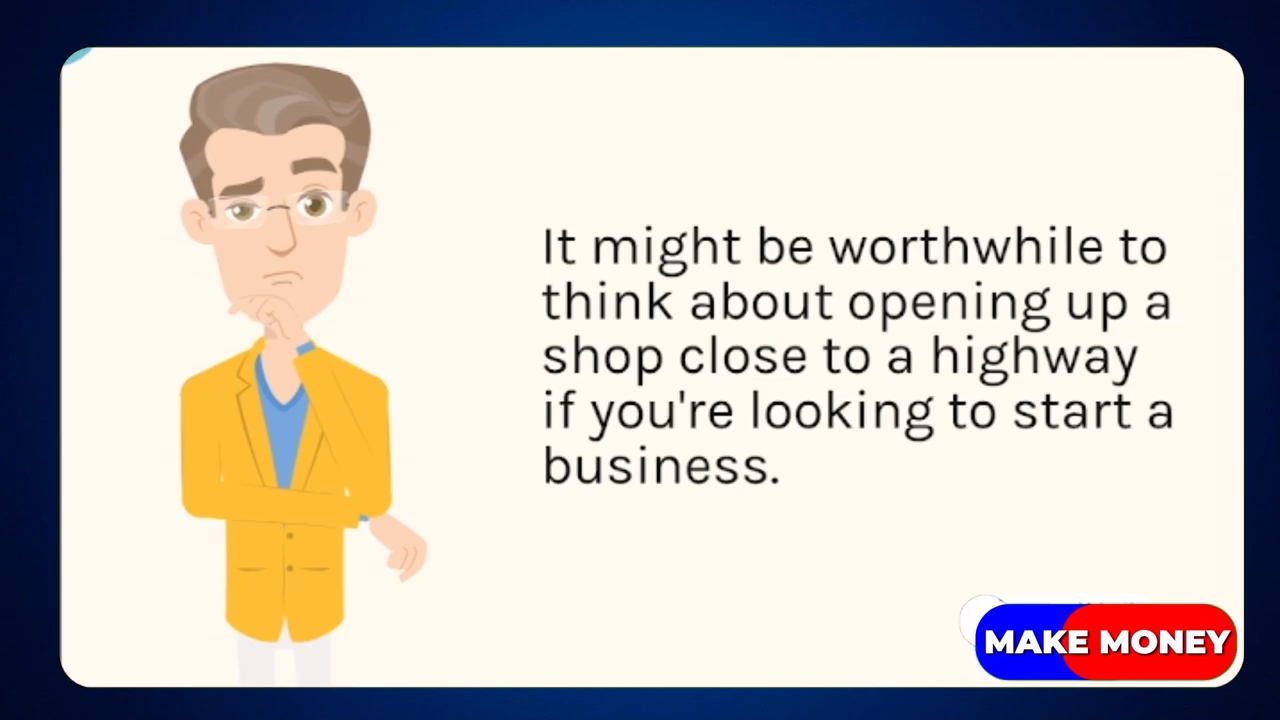 It might be worthwhile to
think about opening up a
shop close to a highway
if you're looking to start a
business.
MAKE MONEY